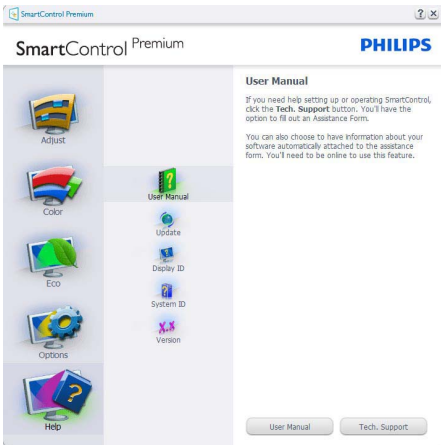 SmartControl Premium
SmartControl Premium
PHILIPS
Adjust
Color
Eco
Options
Help
User Manual
Update
Display ID
System ID
X.X
Version
User Manual
If you need help setting up or operating SmartControl,
click the Tech. Support button. You'll have the
option to fill out an Assistance Form.
You can also choose to have information about your
software automatically attached to the assistance
form. You'll need to be online to use this feature.
User Manual
Tech. Support